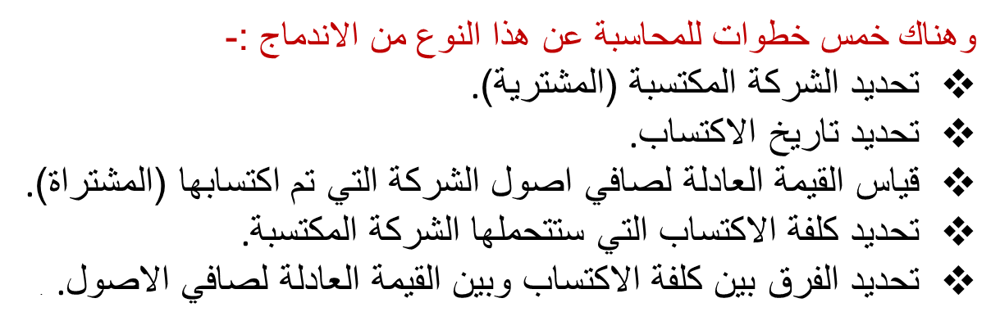 وهناك خمس خطوات للمحاسبة عن هذا النوع من الاندماج :-
❖ تحديد الشركة المكتسبة (المشترية).
❖ تحديد تاريخ الاكتساب.
❖ قياس القيمة العادلة لصافي اصول الشركة التي تم اكتسابها (المشتراة).
❖ تحديد كلفة الاكتساب التي ستتحملها الشركة المكتسبة.
❖ تحديد الفرق بين كلفة الاكتساب وبين القيمة العادلة لصافي الاصول.